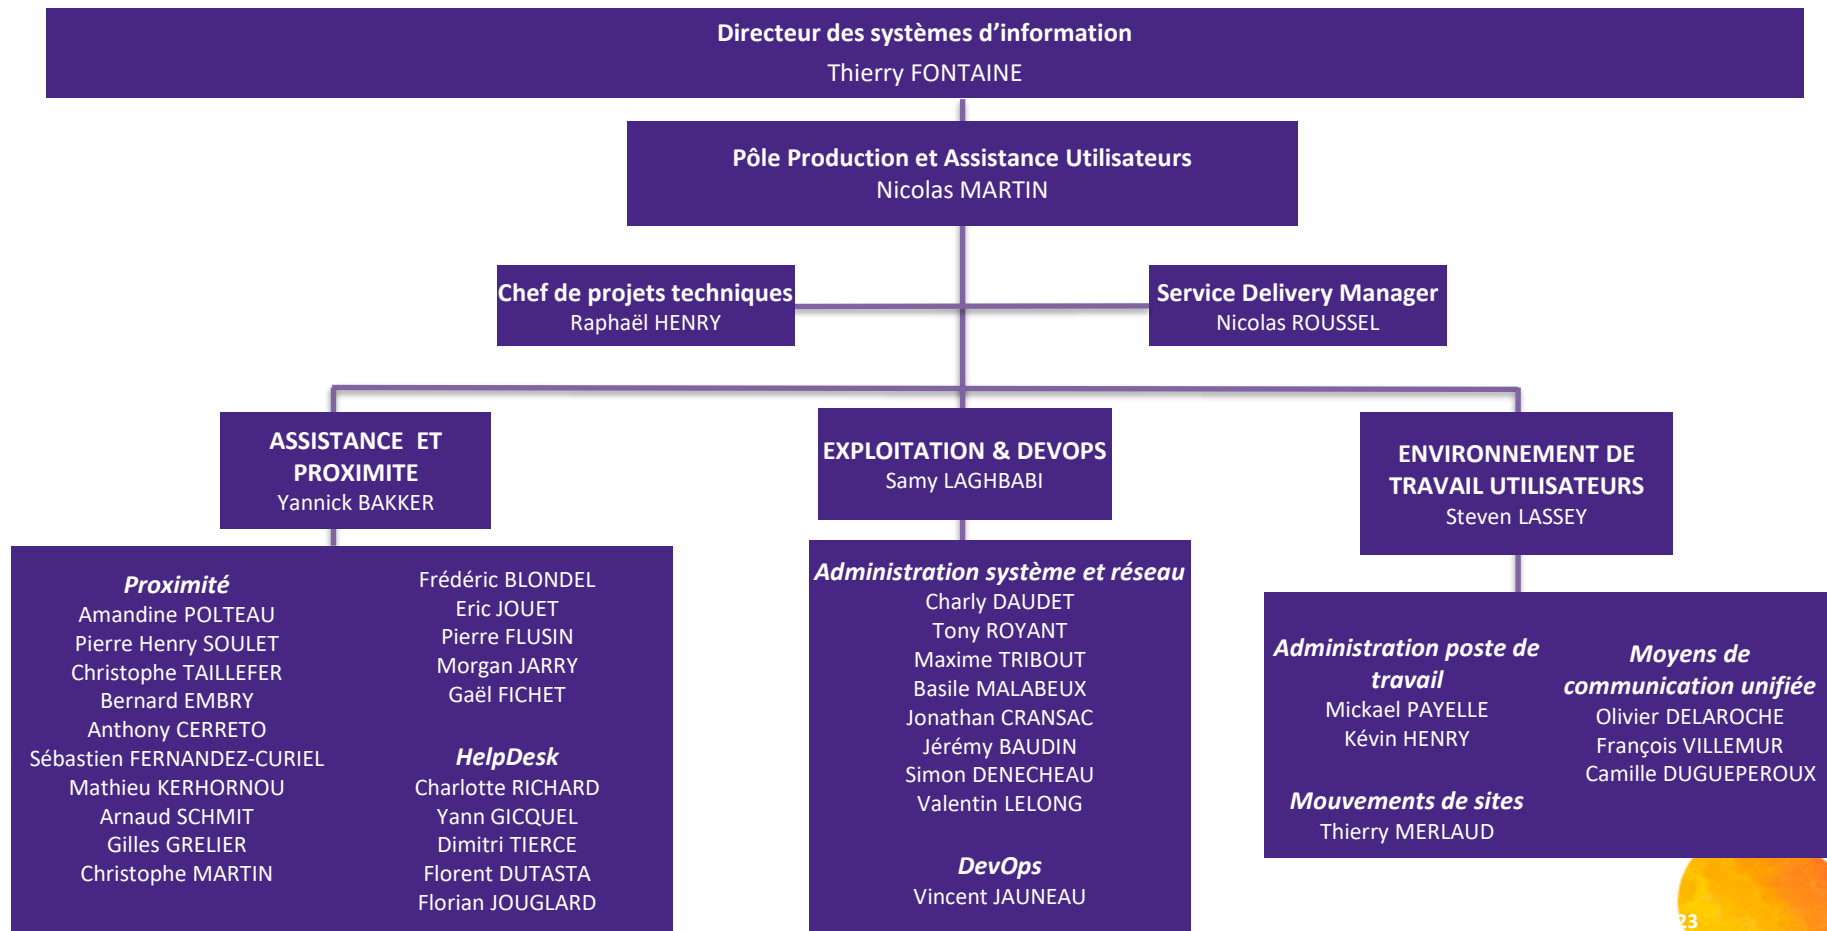 Directeur des systèmes d’information
Thierry FONTAINE
Pôle Production et Assistance Utilisateurs
Nicolas MARTIN
Chef de projets techniques
Raphaël HENRY
Service Delivery Manager
Nicolas ROUSSEL
ASSISTANCE ET
PROXIMITE
Yannick BAKKER
EXPLOITATION & DEVOPS
Samy LAGHBABI
ENVIRONNEMENT DE
TRAVAIL UTILISATEURS
Steven LASSEY
Proximité
Amandine POLTEAU
Pierre Henry SOULET
Christophe TAILLEFER
Bernard EMBRY
Anthony CERRETO
Sébastien FERNANDEZ-CURIEL
Mathieu KERHORNOU
Arnaud SCHMIT
Gilles GRELIER
Christophe MARTIN
Frédéric BLONDEL
Eric JOUET
Pierre FLUSIN
Morgan JARRY
Gaël FICHET
HelpDesk
Charlotte RICHARD
Yann GICQUEL
Dimitri TIERCE
Florent DUTASTA
Florian JOUGLARD
Administration système et réseau
Charly DAUDET
Tony ROYANT
Maxime TRIBOUT
Basile MALABEUX
Jonathan CRANSAC
Jérémy BAUDIN
Simon DENECHEAU
Valentin LELONG
DevOps
Vincent JAUNEAU
Administration poste de
travail
Mickael PAYELLE
Kévin HENRY
Mouvements de sites
Thierry MERLAUD
Moyens de
communication unifiée
Olivier DELAROCHE
François VILLEMUR
Camille DUGUEPEROUX
23